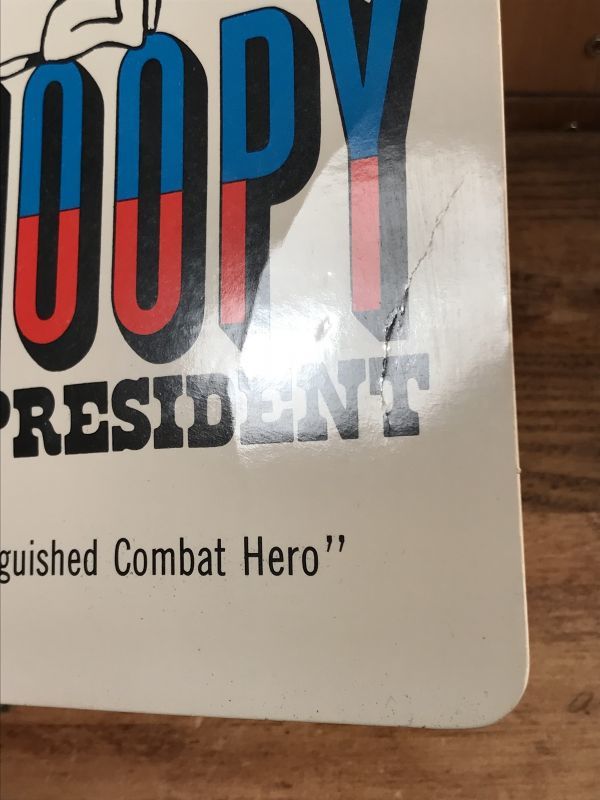 OOPY
PRESIDENT
guished Combat Hero”